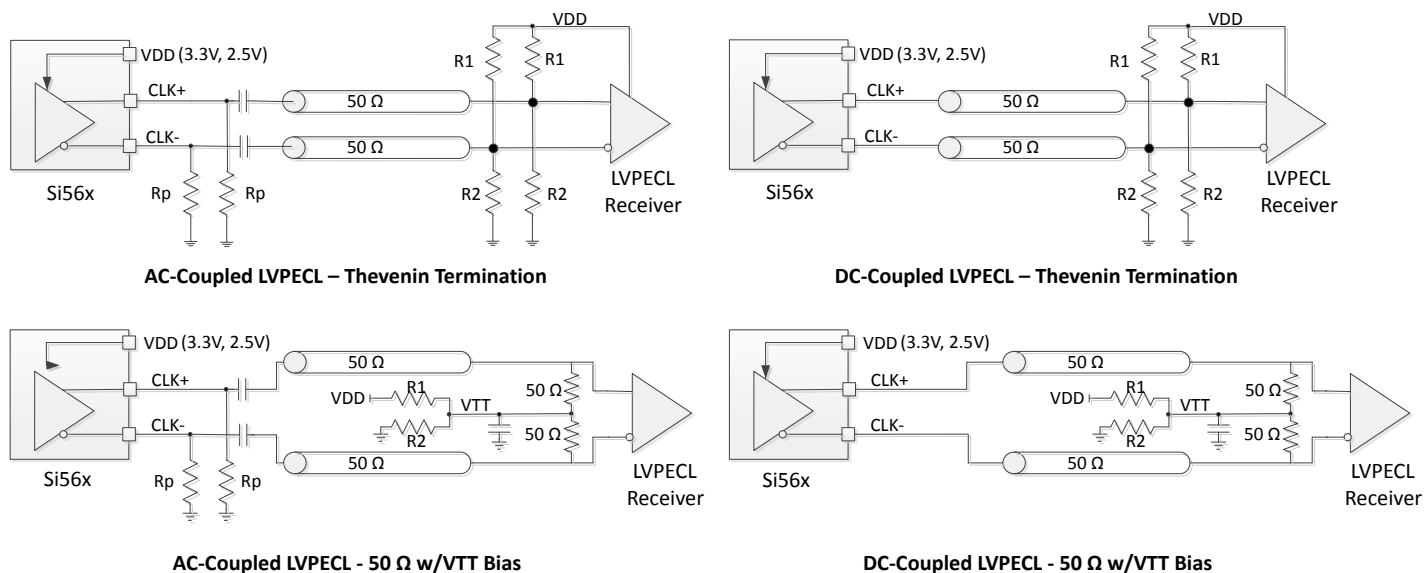 VDD
VDD (3.3V, 2.5V)
R1
R1
CLK+
50 Ω
CLK-
50 Ω
Si56x
Rp
Rp
R2
R2
LVPECL
Receiver
AC-Coupled LVPECL – Thevenin Termination
VDD
VDD (3.3V, 2.5V)
R1
R1
CLK+
50 Ω
CLK-
50 Ω
Si56x
R2
R2
LVPECL
Receiver
DC-Coupled LVPECL – Thevenin Termination
VDD (3.3V, 2.5V)
50 Ω
CLK+
R1
VDD
VTT
50 Ω
CLK-
R2
50 Ω
50 Ω
Si56x
Rp
Rp
LVPECL
Receiver
AC-Coupled LVPECL - 50 Ω w/VTT Bias
VDD (3.3V, 2.5V)
50 Ω
CLK+
R1
VDD
VTT
50 Ω
CLK-
R2
50 Ω
50 Ω
Si56x
LVPECL
Receiver
DC-Coupled LVPECL - 50 Ω w/VTT Bias